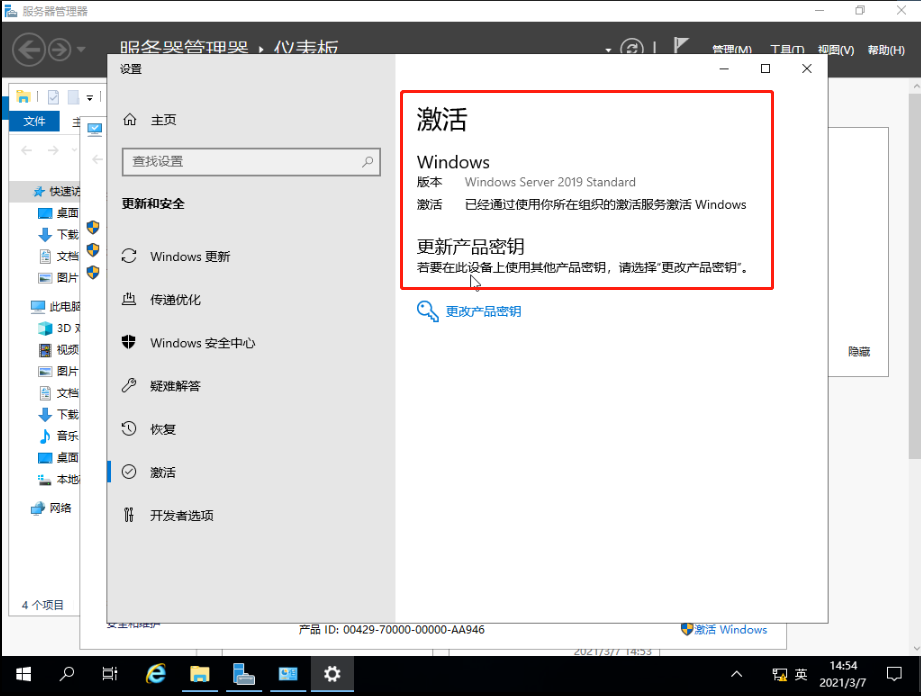 服务器管理器
服务器管理器 ▸ 仪表板
管理(M) 工具(T) 视图(V) 帮助(H)
设置
主页
查找设置
更新和安全
Windows 更新
传递优化
Windows 安全中心
疑难解答
恢复
激活
开发者选项
激活
Windows
版本 Windows Server 2019 Standard
激活 已经通过使用你所在组织的激活服务激活 Windows
更新产品密钥
若要在此设备上使用其他产品密钥，请选择“更改产品密钥”。
更改产品密钥
文件
快速访
桌面
下载
文档
图片
此电脑
3D
视频
图片
文档
下载
音乐
桌面
本地
网络
4 个项目
隐藏
安全和维护
产品 ID: 00429-70000-00000-AA946
激活 Windows
2021/3/7 14:53
英
14:54
2021/3/7